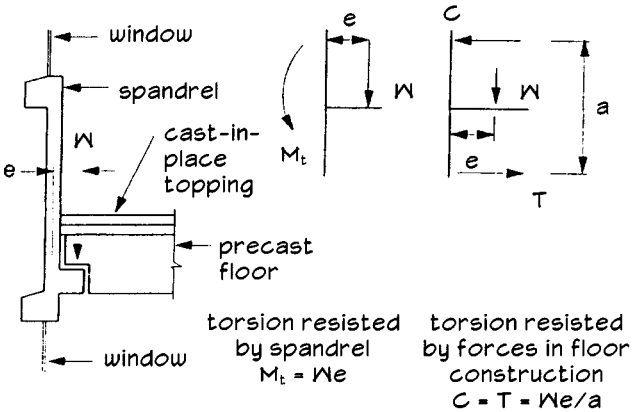 window
spandrel
W
cast-in-
place
topping
e
precast
floor
window
e
W
Mt
C
W
a
e
T
torsion resisted
by spandrel
Mt = We
torsion resisted
by forces in floor
construction
C = T = We/a